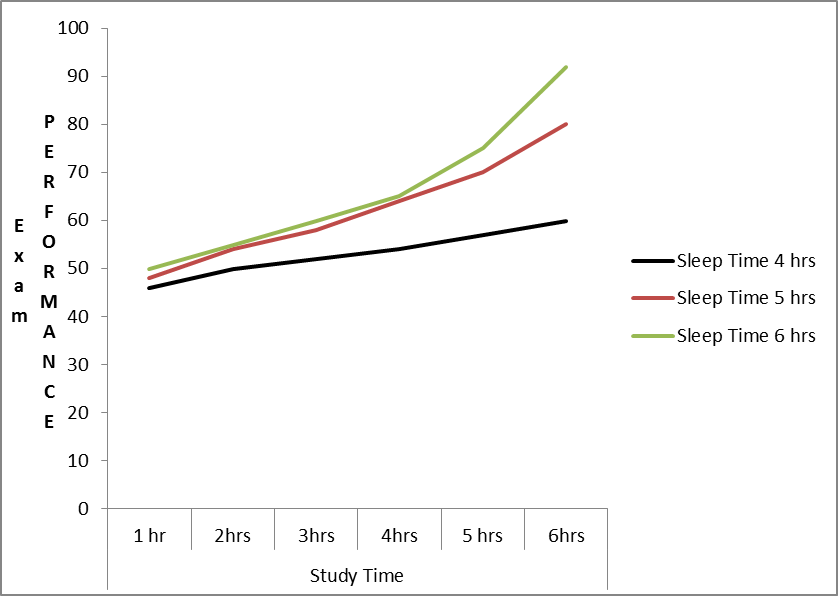 Exam
PERFORMANCE
100
90
80
70
60
50
40
30
20
10
0
1 hr
2hrs
3hrs
4hrs
5 hrs
6hrs
Study Time
Sleep Time 4 hrs
Sleep Time 5 hrs
Sleep Time 6 hrs